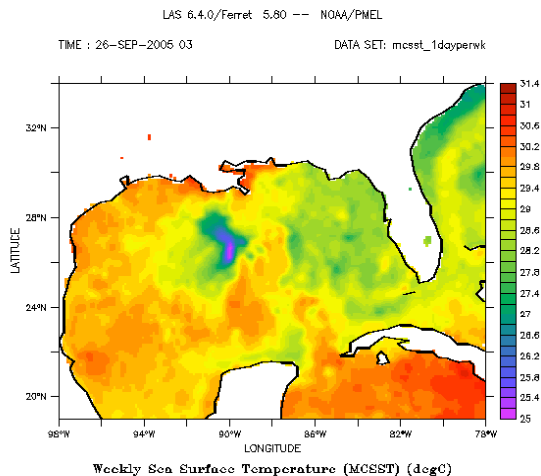 LAS 6.4.0/Ferret 5.80 -- NOAA/PMEL
TIME : 26-SEP-2005 03
DATA SET: mcsst_1dayperwk
31.4
31
30.6
30.2
29.8
29.4
29
28.6
28.2
27.8
27.4
27
26.6
26.2
25.8
25.4
25
LATITUDE
32°N
28°N
24°N
20°N
98°W
94°W
90°W
86°W
82°W
78°W
LONGITUDE
Weekly Sea Surface Temperature (MCSST) (degC)